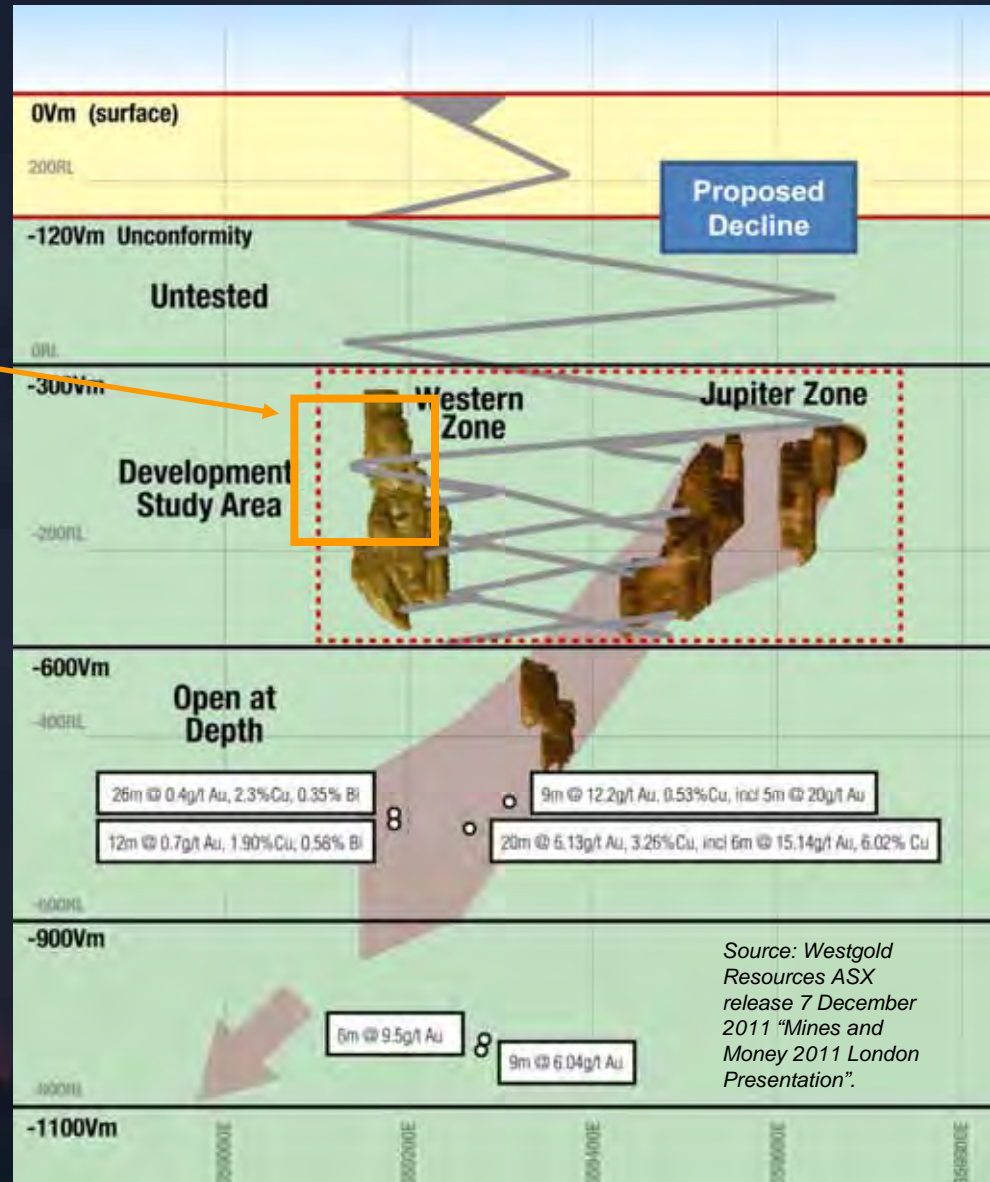 0Vm (surface)
200RL
Proposed
Decline
-120Vm Unconformity
Untested
0RL
-300Vm
Western
Zone
Jupiter Zone
Development
Study Area
-200RL
-600Vm
Open at
Depth
-400RL
26m @ 0.4g/t Au, 2.3%Cu, 0.35% Bi
9m @ 12.2g/t Au, 0.53%Cu, incl 5m @ 20g/t Au
12m @ 0.7g/t Au, 1.90%Cu, 0.56% Bi
20m @ 6.13g/t Au, 3.26%Cu, incl 6m @ 15.14g/t Au, 6.02% Cu
-600RL
-900Vm
Source: Westgold
Resources ASX
release 7 December
2011 “Mines and
Money 2011 London
Presentation”.
6m @ 9.5g/t Au
9m @ 6.04g/t Au
-800RL
-1100Vm